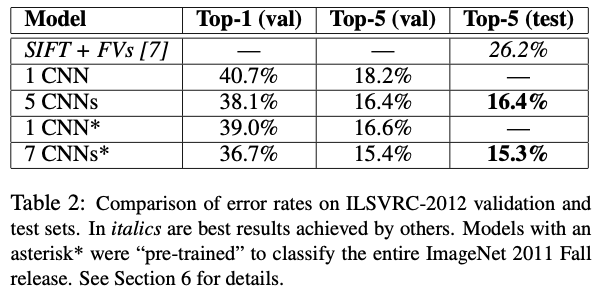 Model Top-1 (val) Top-5 (val) Top-5 (test)
SIFT + FVs [7] — — 26.2%
1 CNN 40.7% 18.2% —
5 CNNs 38.1% 16.4% 16.4%
1 CNN* 39.0% 16.6% —
7 CNNs* 36.7% 15.4% 15.3%
Table 2: Comparison of error rates on ILSVRC-2012 validation and
test sets. In italics are best results achieved by others. Models with an
asterisk* were “pre-trained” to classify the entire ImageNet 2011 Fall
release. See Section 6 for details.